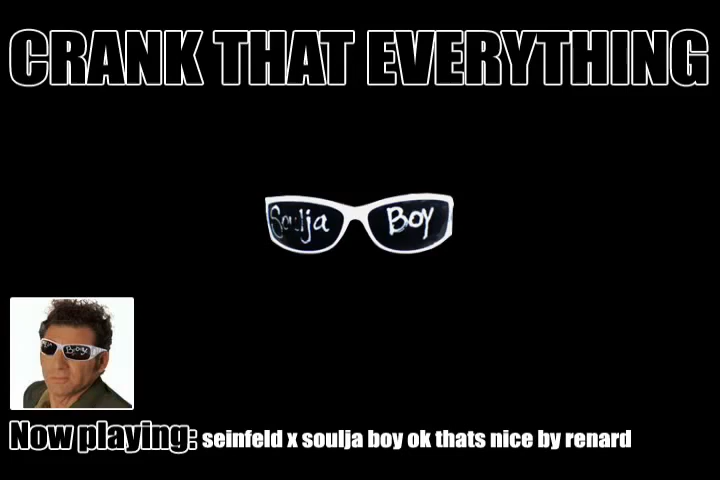 CRANK THAT EVERYTHING
Soulja Boy
Now playing: seinfeld x soulja boy ok thats nice by renard